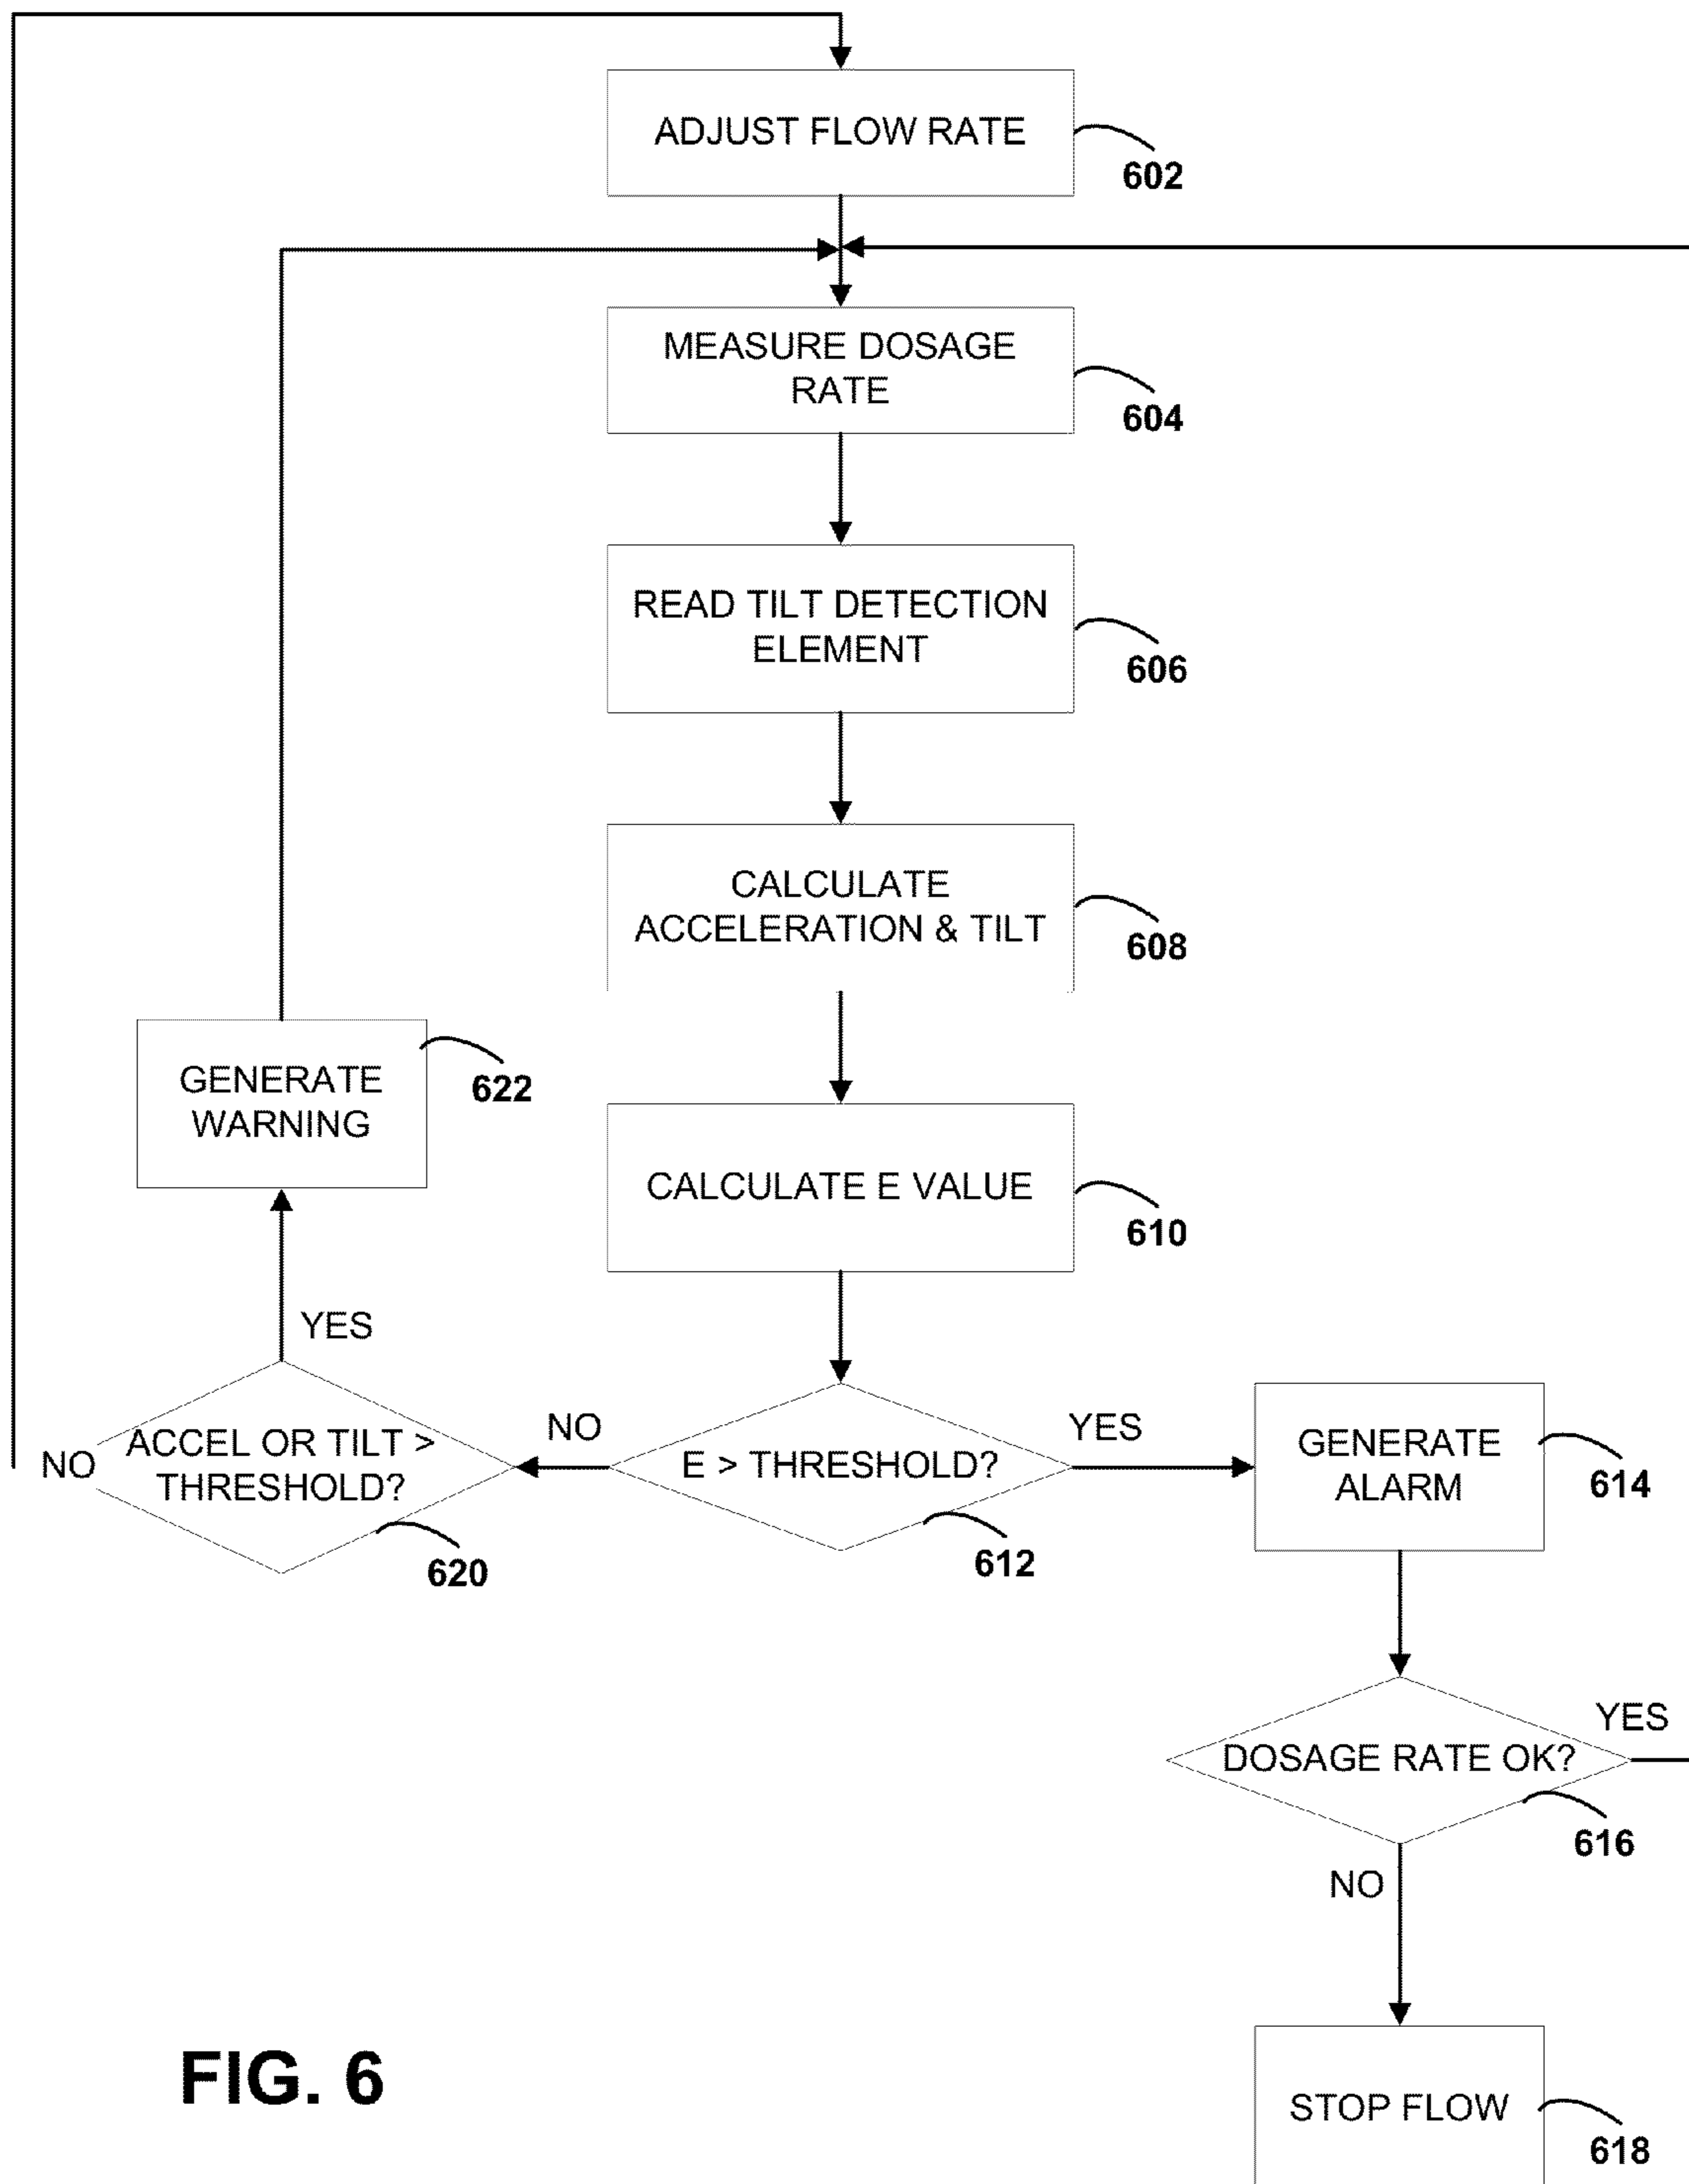 ADJUST FLOW RATE
602
MEASURE DOSAGE
RATE
604
READ TILT DETECTION
ELEMENT
606
CALCULATE
ACCELERATION & TILT
608
GENERATE
WARNING
622
CALCULATE E VALUE
610
YES
NO
ACCEL OR TILT >
THRESHOLD?
620
NO
E > THRESHOLD?
612
YES
GENERATE
ALARM
614
DOSAGE RATE OK?
616
YES
NO
STOP FLOW
618
FIG. 6